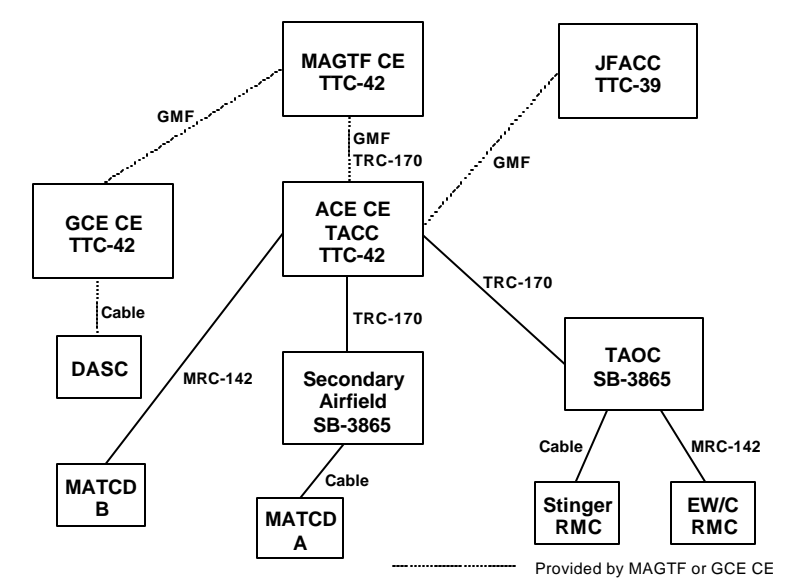 MAGTF CE
TTC-42
JFACC
TTC-39
GMF
GMF
TRC-170
GMF
GCE CE
TTC-42
ACE CE
TACC
TTC-42
Cable
TRC-170
TRC-170
DASC
MRC-142
Secondary
Airfield
SB-3865
TAOC
SB-3865
Cable
MRC-142
Cable
MATCD
B
MATCD
A
Stinger
RMC
EW/C
RMC
Provided by MAGTF or GCE CE